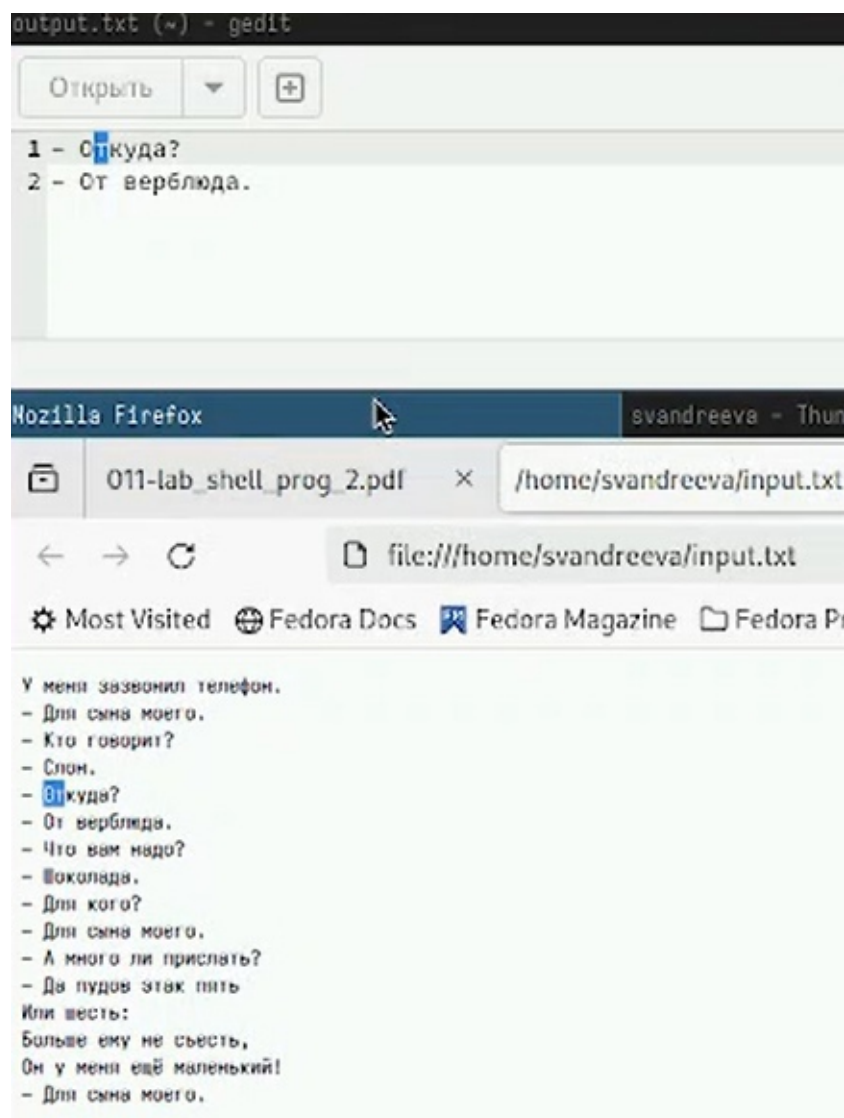 output.txt (~) - gedit
Открыть
1 - Откуда?
2 - От верблюда.
Mozilla Firefox
svandreeva - Thun
011-lab_shell_prog_2.pdf
/home/svandreeva/input.txt
file:///home/svandreeva/input.txt
Most Visited Fedora Docs Fedora Magazine Fedora Pr
У меня зазвонил телефон.
- Для сына моего.
- Кто говорит?
- Слон.
- Откуда?
- От верблюда.
- Что вам надо?
- Шоколада.
- Для кого?
- Для сына моего.
- А много ли прислать?
- Да пудов этак пять
Или шесть:
Больше ему не съесть,
Он у меня ещё маленький!
- Для сына моего.